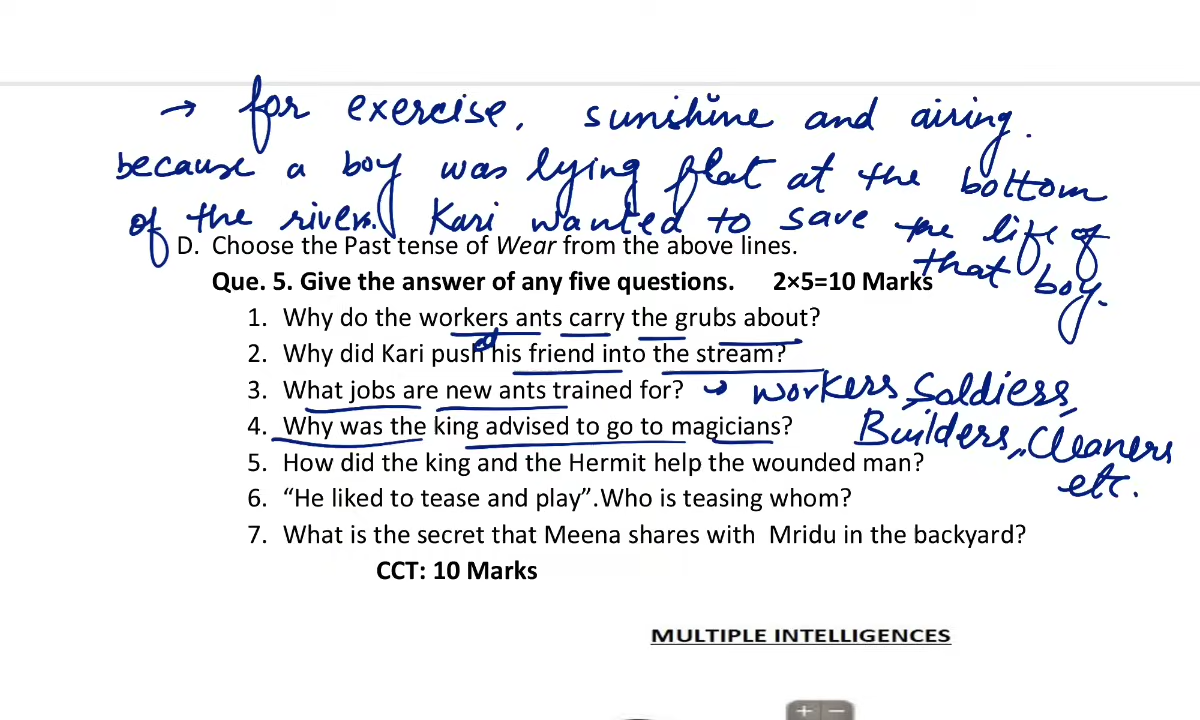 → for exercise, sunshine and airing.
because a boy was lying flat at the bottom
of the river. Kari wanted to save the life of
that boy.
D. Choose the Past tense of Wear from the above lines.
Que. 5. Give the answer of any five questions. 2×5=10 Marks
1. Why do the workers ants carry the grubs about?
2. Why did Kari push his friend into the stream?
3. What jobs are new ants trained for? → Workers, Soldiers,
Builders, Cleaners
etc.
4. Why was the king advised to go to magicians?
5. How did the king and the Hermit help the wounded man?
6. “He liked to tease and play”.Who is teasing whom?
7. What is the secret that Meena shares with Mridu in the backyard?
CCT: 10 Marks
MULTIPLE INTELLIGENCES
+ −